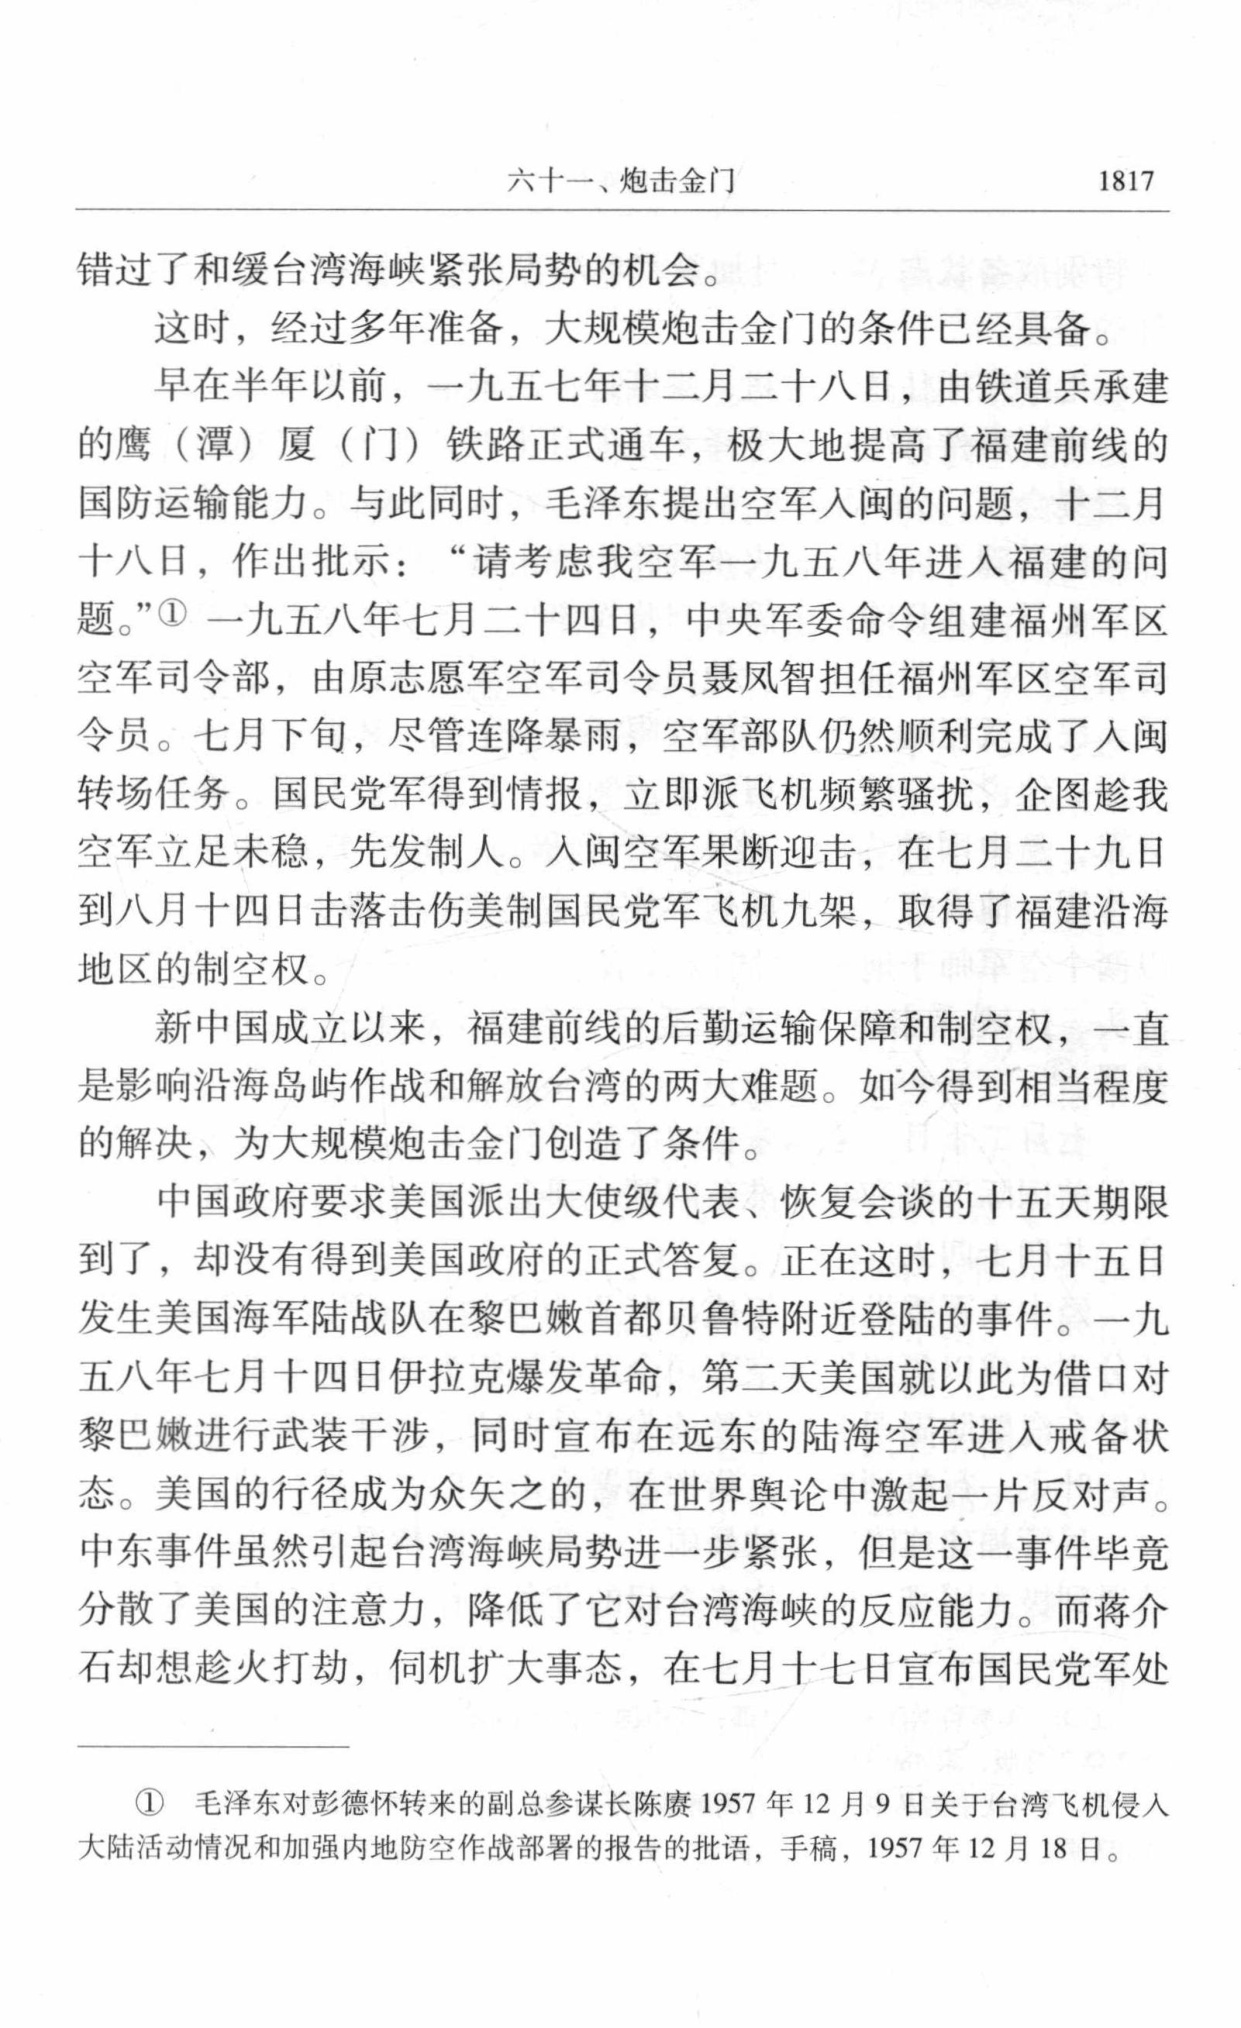 六十一、炮击金门 1817
错过了和缓台湾海峡紧张局势的机会。
这时，经过多年准备，大规模炮击金门的条件已经具备。
早在半年以前，一九五七年十二月二十八日，由铁道兵承建
的鹰（潭）厦（门）铁路正式通车，极大地提高了福建前线的
国防运输能力。与此同时，毛泽东提出空军入闽的问题，十二月
十八日，作出批示：“请考虑我空军一九五八年进入福建的问
题。”① 一九五八年七月二十四日，中央军委命令组建福州军区
空军司令部，由原志愿军空军司令员聂凤智担任福州军区空军司
令员。七月下旬，尽管连降暴雨，空军部队仍然顺利完成了入闽
转场任务。国民党军得到情报，立即派飞机频繁骚扰，企图趁我
空军立足未稳，先发制人。入闽空军果断迎击，在七月二十九日
到八月十四日击落击伤美制国民党军飞机九架，取得了福建沿海
地区的制空权。
新中国成立以来，福建前线的后勤运输保障和制空权，一直
是影响沿海岛屿作战和解放台湾的两大难题。如今得到相当程度
的解决，为大规模炮击金门创造了条件。
中国政府要求美国派出大使级代表、恢复会谈的十五天期限
到了，却没有得到美国政府的正式答复。正在这时，七月十五日
发生美国海军陆战队在黎巴嫩首都贝鲁特附近登陆的事件。一九
五八年七月十四日伊拉克爆发革命，第二天美国就以此为借口对
黎巴嫩进行武装干涉，同时宣布在远东的陆海空军进入戒备状
态。美国的行径成为众矢之的，在世界舆论中激起一片反对声。
中东事件虽然引起台湾海峡局势进一步紧张，但是这一事件毕竟
分散了美国的注意力，降低了它对台湾海峡的反应能力。而蒋介
石却想趁火打劫，伺机扩大事态，在七月十七日宣布国民党军处
① 毛泽东对彭德怀转来的副总参谋长陈赓 1957 年 12 月 9 日关于台湾飞机侵入
大陆活动情况和加强内地防空作战部署的报告的批语，手稿，1957 年 12 月 18 日。